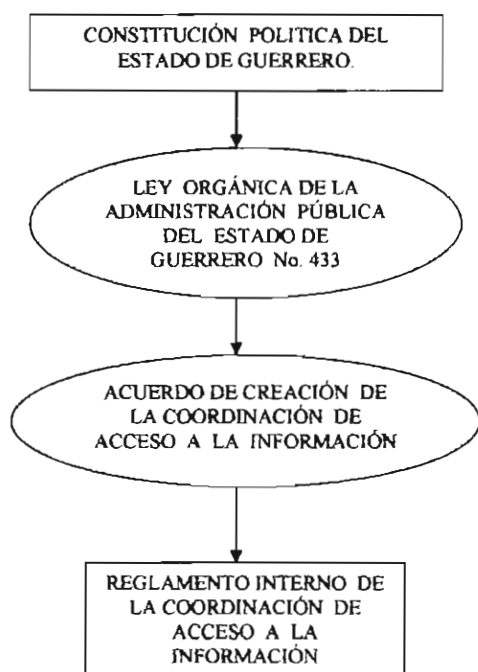 CONSTITUCIÓN POLITICA DEL
ESTADO DE GUERRERO.
LEY ORGÁNICA DE LA
ADMINISTRACIÓN PÚBLICA
DEL ESTADO DE
GUERRERO No. 433
ACUERDO DE CREACIÓN DE
LA COORDINACIÓN DE
ACCESO A LA INFORMACIÓN
REGLAMENTO INTERNO DE
LA COORDINACIÓN DE
ACCESO A LA
INFORMACIÓN